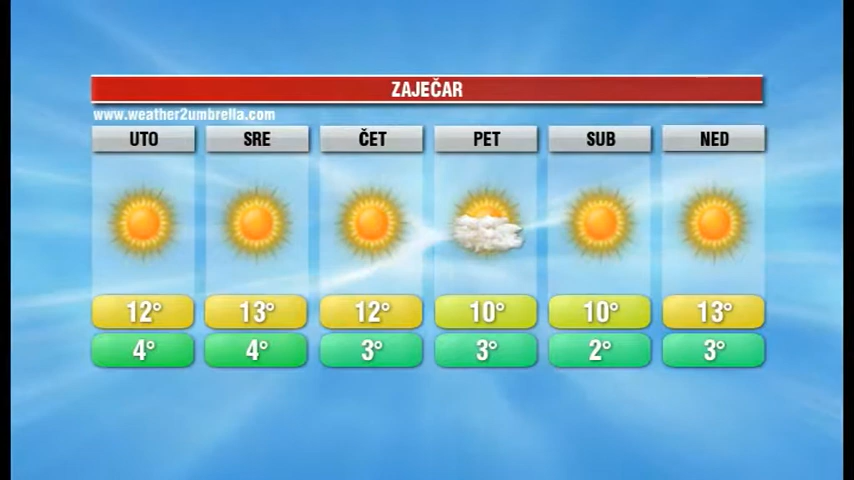 ZAJEČAR
www.weather2umbrella.com
UTO SRE ČET PET SUB NED
12° 13° 12° 10° 10° 13°
4° 4° 3° 3° 2° 3°